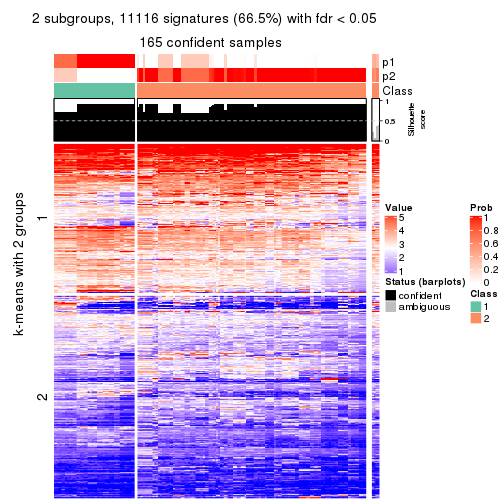 2 subgroups, 11116 signatures (66.5%) with fdr < 0.05
165 confident samples
p1
p2
Class
1
0.5
0
Silhouette
score
k-means with 2 groups
1
2
Value
5
4
3
2
1
Status (barplots)
confident
ambiguous
Prob
1
0.8
0.6
0.4
0.2
0
Class
1
2